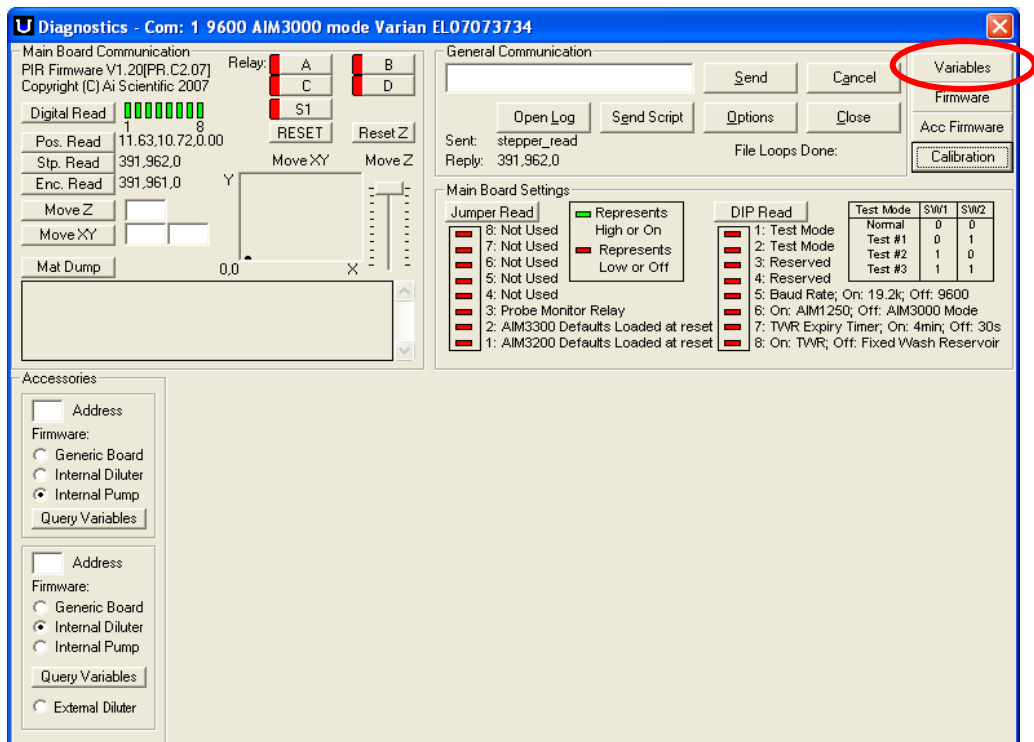 U Diagnostics - Com: 1 9600 AIM3000 mode Varian EL07073734
Main Board Communication
PIR Firmware V1.20[PR.C2.07]
Copyright (C) Ai Scientific 2007
Relay:
A
B
C
D
S1
RESET
Reset Z
Digital Read
1 8
Pos. Read 11.63,10.72,0.00
Stp. Read 391,962,0
Enc. Read 391,961,0
Move Z
Move XY
Mat Dump
Move XY
Move Z
Y
0,0
X
General Communication
Send
Cancel
Open Log
Send Script
Options
Close
Sent: stepper_read
Reply: 391,962,0
File Loops Done:
Variables
Firmware
Acc Firmware
Calibration
Main Board Settings
Jumper Read
8: Not Used
7: Not Used
6: Not Used
5: Not Used
4: Not Used
3: Probe Monitor Relay
2: AIM3300 Defaults Loaded at reset
1: AIM3200 Defaults Loaded at reset
Represents
High or On
Represents
Low or Off
DIP Read
1: Test Mode
2: Test Mode
3: Reserved
4: Reserved
5: Baud Rate; On: 19.2k; Off: 9600
6: On: AIM1250; Off: AIM3000 Mode
7: TWR Expiry Timer; On: 4min; Off: 30s
8: On: TWR; Off: Fixed Wash Reservoir
Test Mode SW1 SW2
Normal 0 0
Test #1 0 1
Test #2 1 0
Test #3 1 1
Accessories
Address
Firmware:
Generic Board
Internal Diluter
Internal Pump
Query Variables
Address
Firmware:
Generic Board
Internal Diluter
Internal Pump
Query Variables
External Diluter